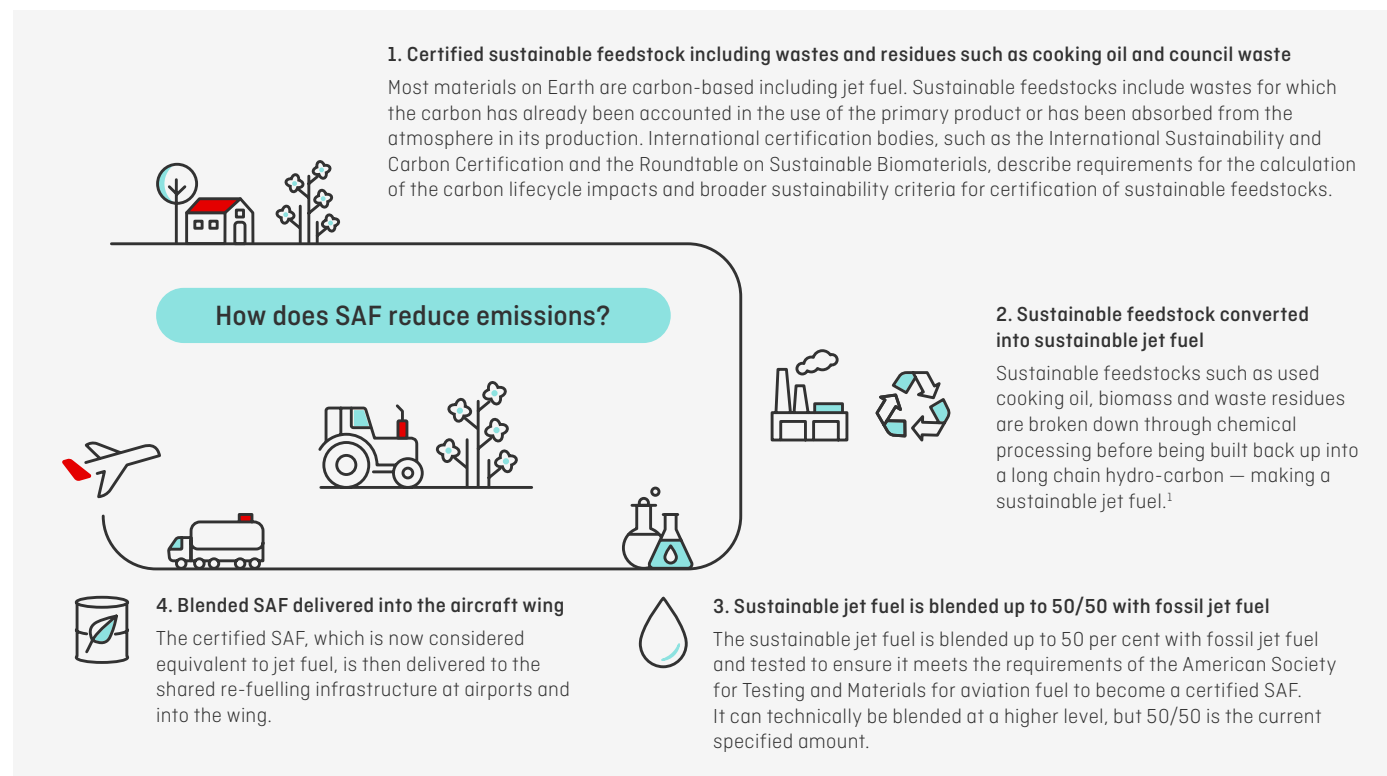 1. Certified sustainable feedstock including wastes and residues such as cooking oil and council waste
Most materials on Earth are carbon-based including jet fuel. Sustainable feedstocks include wastes for which
the carbon has already been accounted in the use of the primary product or has been absorbed from the
atmosphere in its production. International certification bodies, such as the International Sustainability and
Carbon Certification and the Roundtable on Sustainable Biomaterials, describe requirements for the calculation
of the carbon lifecycle impacts and broader sustainability criteria for certification of sustainable feedstocks.
How does SAF reduce emissions?
2. Sustainable feedstock converted
into sustainable jet fuel
Sustainable feedstocks such as used
cooking oil, biomass and waste residues
are broken down through chemical
processing before being built back up into
a long chain hydro-carbon — making a
sustainable jet fuel.¹
3. Sustainable jet fuel is blended up to 50/50 with fossil jet fuel
The sustainable jet fuel is blended up to 50 per cent with fossil jet fuel
and tested to ensure it meets the requirements of the American Society
for Testing and Materials for aviation fuel to become a certified SAF.
It can technically be blended at a higher level, but 50/50 is the current
specified amount.
4. Blended SAF delivered into the aircraft wing
The certified SAF, which is now considered
equivalent to jet fuel, is then delivered to the
shared re-fuelling infrastructure at airports and
into the wing.